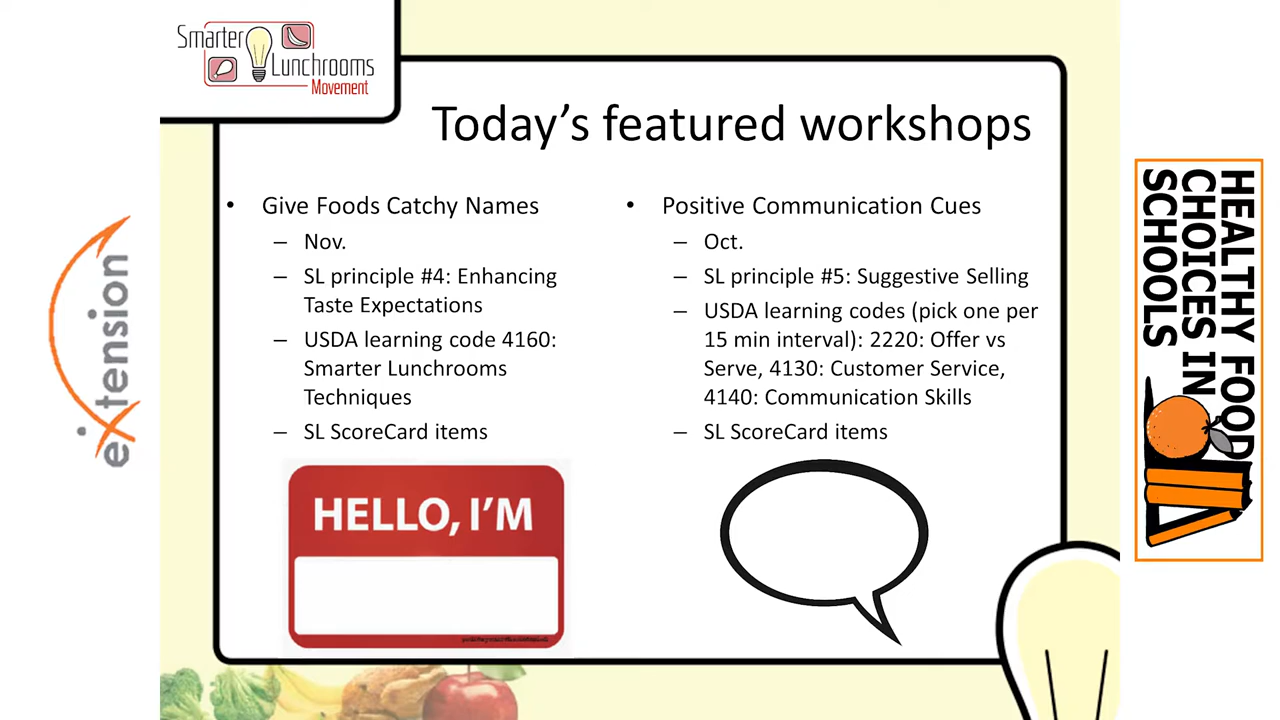 Smarter
Lunchrooms
Movement
Today's featured workshops
• Give Foods Catchy Names
– Nov.
– SL principle #4: Enhancing
Taste Expectations
– USDA learning code 4160:
Smarter Lunchrooms
Techniques
– SL ScoreCard items
HELLO, I'M
• Positive Communication Cues
– Oct.
– SL principle #5: Suggestive Selling
– USDA learning codes (pick one per
15 min interval): 2220: Offer vs
Serve, 4130: Customer Service,
4140: Communication Skills
– SL ScoreCard items
eXtension
HEALTHY FOOD
CHOICES IN
SCHOOLS